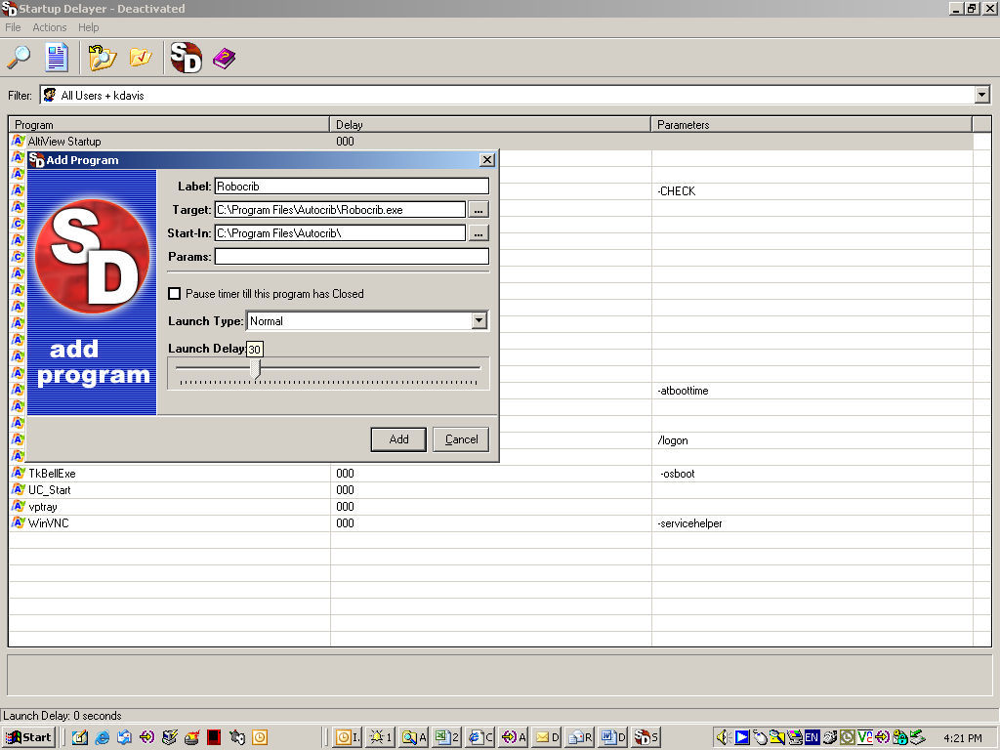 Startup Delayer - Deactivated
File Actions Help
SD
Filter: All Users + kdavis
Program Delay Parameters
AltiView Startup 000
Add Program
-CHECK
Label: Robocrib
Target: C:\Program Files\Autocrib\Robocrib.exe ...
Start-In: C:\Program Files\Autocrib\ ...
Params:
SD
Pause timer till this program has Closed
Launch Type: Normal
Launch Delay: 30
add
program
-atboottime
Add Cancel
/logon
TkBellExe 000 -osboot
UC_Start 000
vptray 000
WinVNC 000 -servicehelper
Launch Delay: 0 seconds
Start I. 1 A 2 C A D R D S EN 4:21 PM